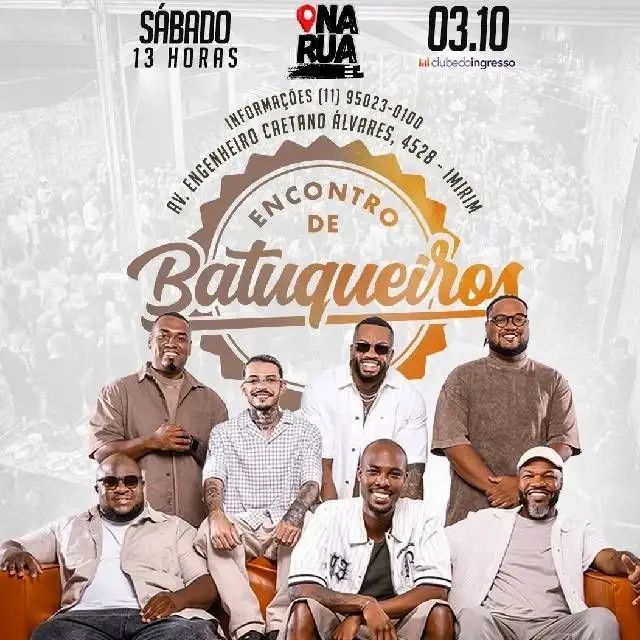 SÁBADO
13 HORAS
NA
RUA
03.10
clubedoingresso
INFORMAÇÕES (11) 95023-0100
AV. ENGENHEIRO CAETANO ÁLVARES, 4528 - IMIRIM
ENCONTRO
DE
Batuqueiros